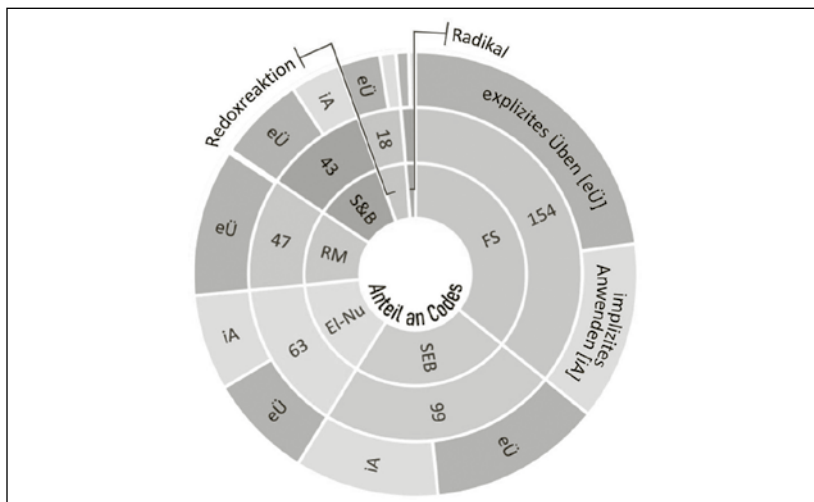 Radikal
Redoxreaktion
explizites Üben [eÜ]
implizites
Anwenden [iA]
eÜ
iA
eÜ
iA
eÜ
eÜ
iA
eÜ
154
99
63
47
43
18
FS
SEB
El-Nu
RM
S&B
Anteil an Codes